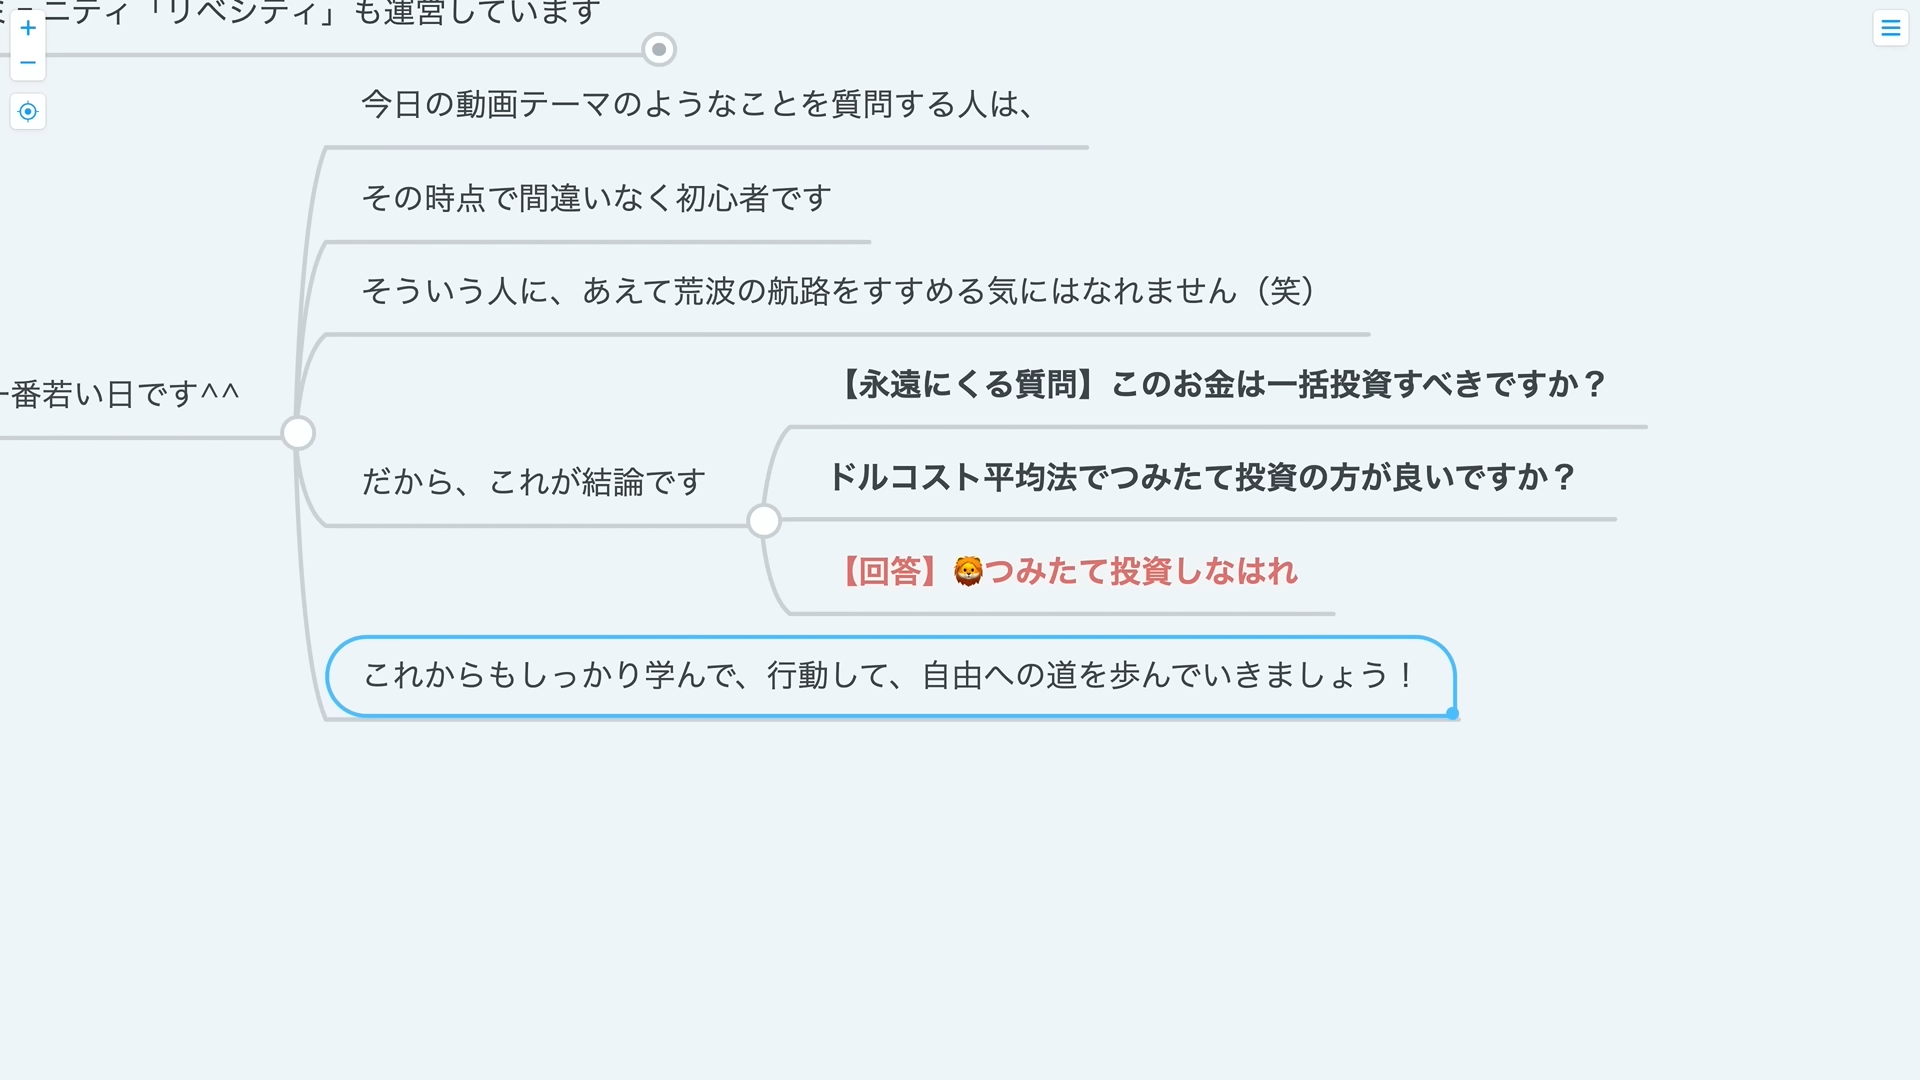 ニティ「リベシティ」も運営しています
今日の動画テーマのようなことを質問する人は、
その時点で間違いなく初心者です
そういう人に、あえて荒波の航路をすすめる気にはなれません（笑）
一番若い日です^^
【永遠にくる質問】このお金は一括投資すべきですか？
だから、これが結論です
ドルコスト平均法でつみたて投資の方が良いですか？
【回答】🦁つみたて投資しなはれ
これからもしっかり学んで、行動して、自由への道を歩んでいきましょう！